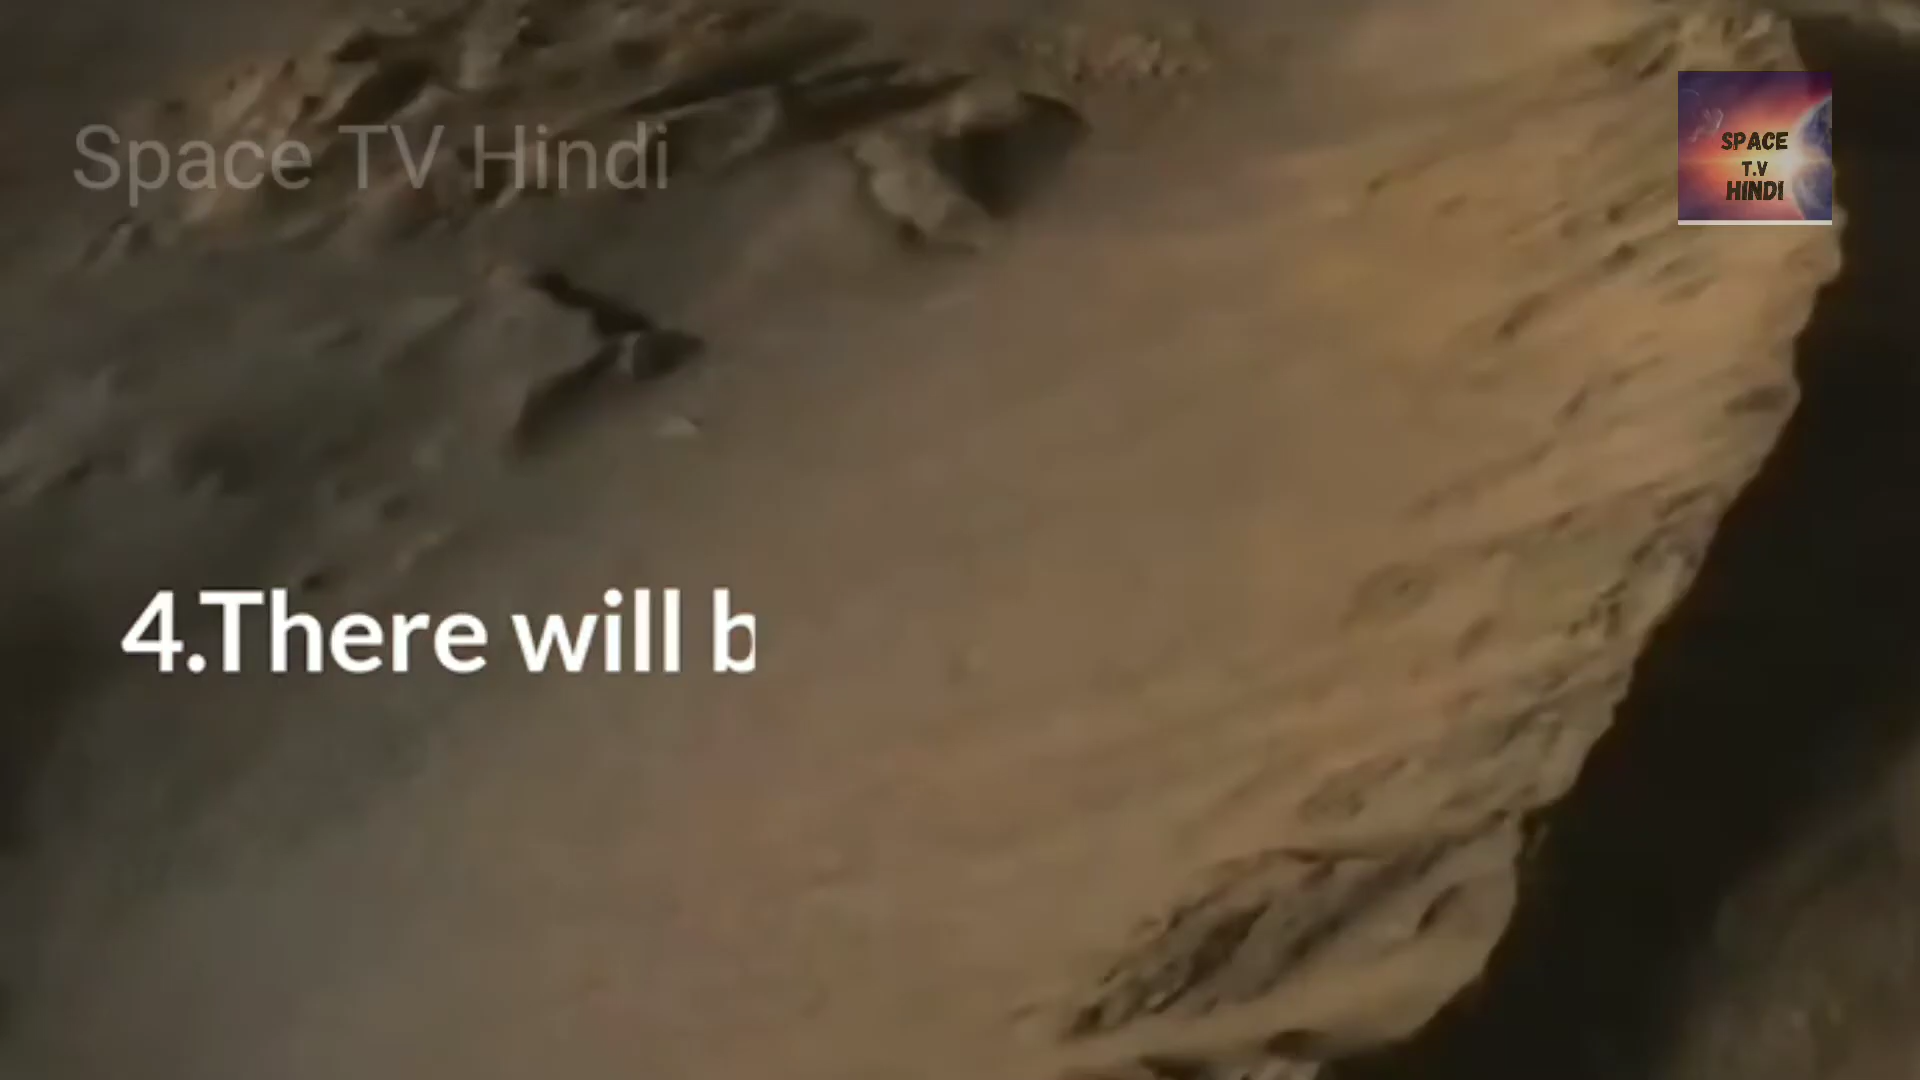 Space TV Hindi
SPACE
T.V
HINDI
4.There will b